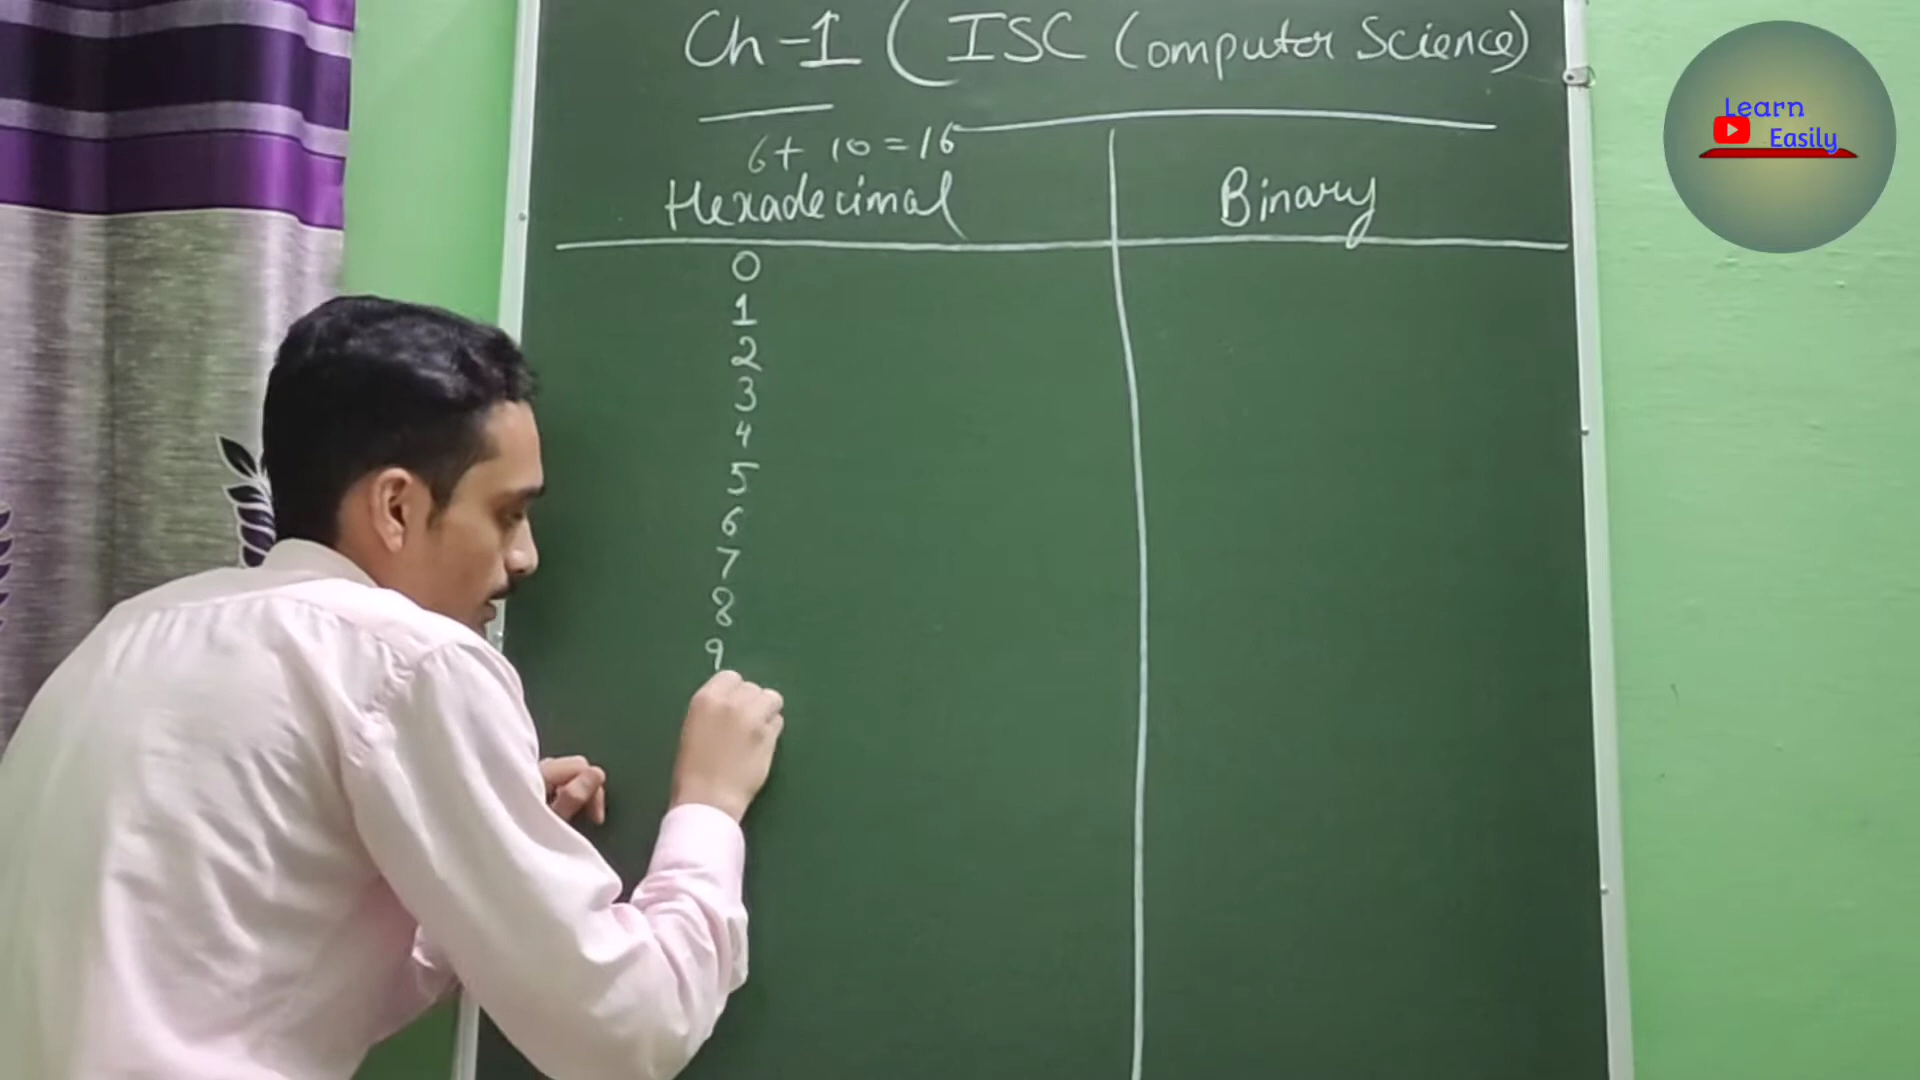 Ch-1 (ISC Computer Science)
6+ 10=16
Hexadecimal Binary
0
1
2
3
4
5
6
7
8
9
Learn
Easily